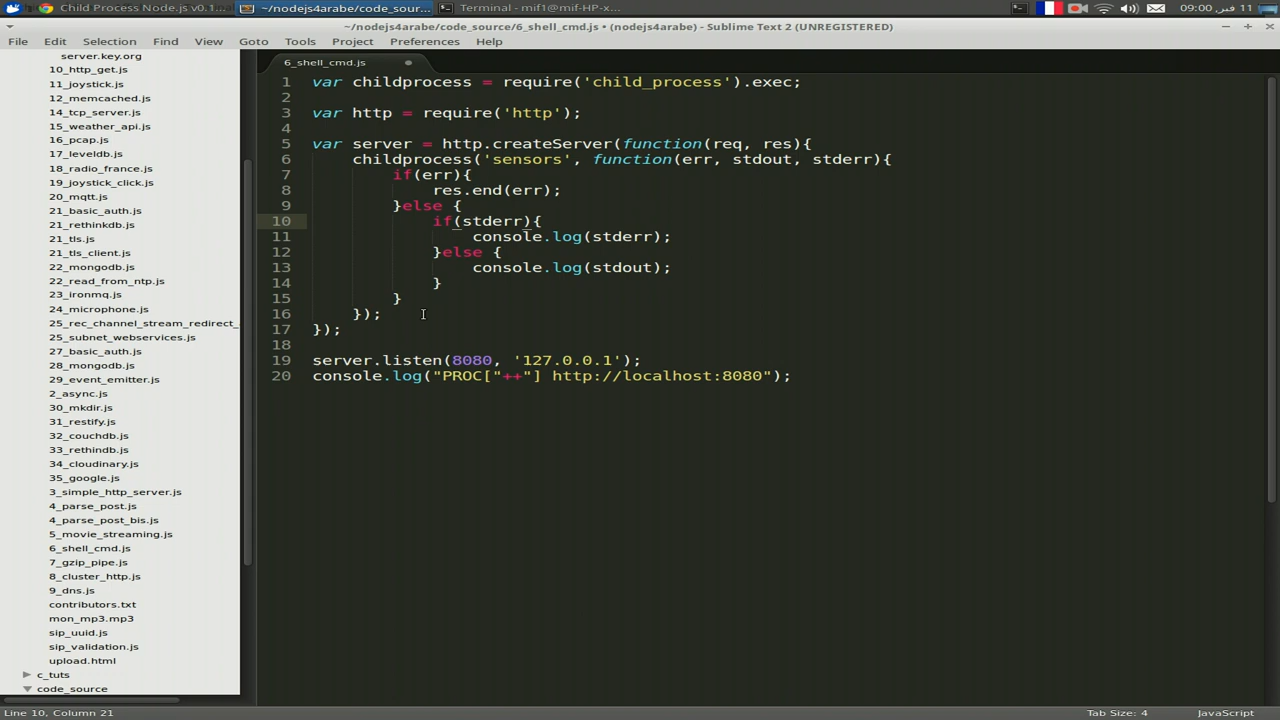 Child Process Node.js v0.1...
~/nodejs4arabe/code_sour...
Terminal - mif1@mif-HP-x...
09:00 فبر, 11
~/nodejs4arabe/code_source/6_shell_cmd.js • (nodejs4arabe) - Sublime Text 2 (UNREGISTERED)
File Edit Selection Find View Goto Tools Project Preferences Help
server.key.org
10_http_get.js
11_joystick.js
12_memcached.js
14_tcp_server.js
15_weather_api.js
16_pcap.js
17_leveldb.js
18_radio_france.js
19_joystick_click.js
20_mqtt.js
21_basic_auth.js
21_rethinkdb.js
21_tls.js
21_tls_client.js
22_mongodb.js
22_read_from_ntp.js
23_ironmq.js
24_microphone.js
25_rec_channel_stream_redirect_
25_subnet_webservices.js
27_basic_auth.js
28_mongodb.js
29_event_emitter.js
2_async.js
30_mkdir.js
31_restify.js
32_couchdb.js
33_rethindb.js
34_cloudinary.js
35_google.js
3_simple_http_server.js
4_parse_post.js
4_parse_post_bis.js
5_movie_streaming.js
6_shell_cmd.js
7_gzip_pipe.js
8_cluster_http.js
9_dns.js
contributors.txt
mon_mp3.mp3
sip_uuid.js
sip_validation.js
upload.html
c_tuts
code_source
6_shell_cmd.js
1 var childprocess = require('child_process').exec;
2
3 var http = require('http');
4
5 var server = http.createServer(function(req, res){
6 childprocess('sensors', function(err, stdout, stderr){
7 if(err){
8 res.end(err);
9 }else {
10 if(stderr){
11 console.log(stderr);
12 }else {
13 console.log(stdout);
14 }
15 }
16 });
17 });
18
19 server.listen(8080, '127.0.0.1');
20 console.log("PROC["++"] http://localhost:8080");
Line 10, Column 21
Tab Size: 4
JavaScript